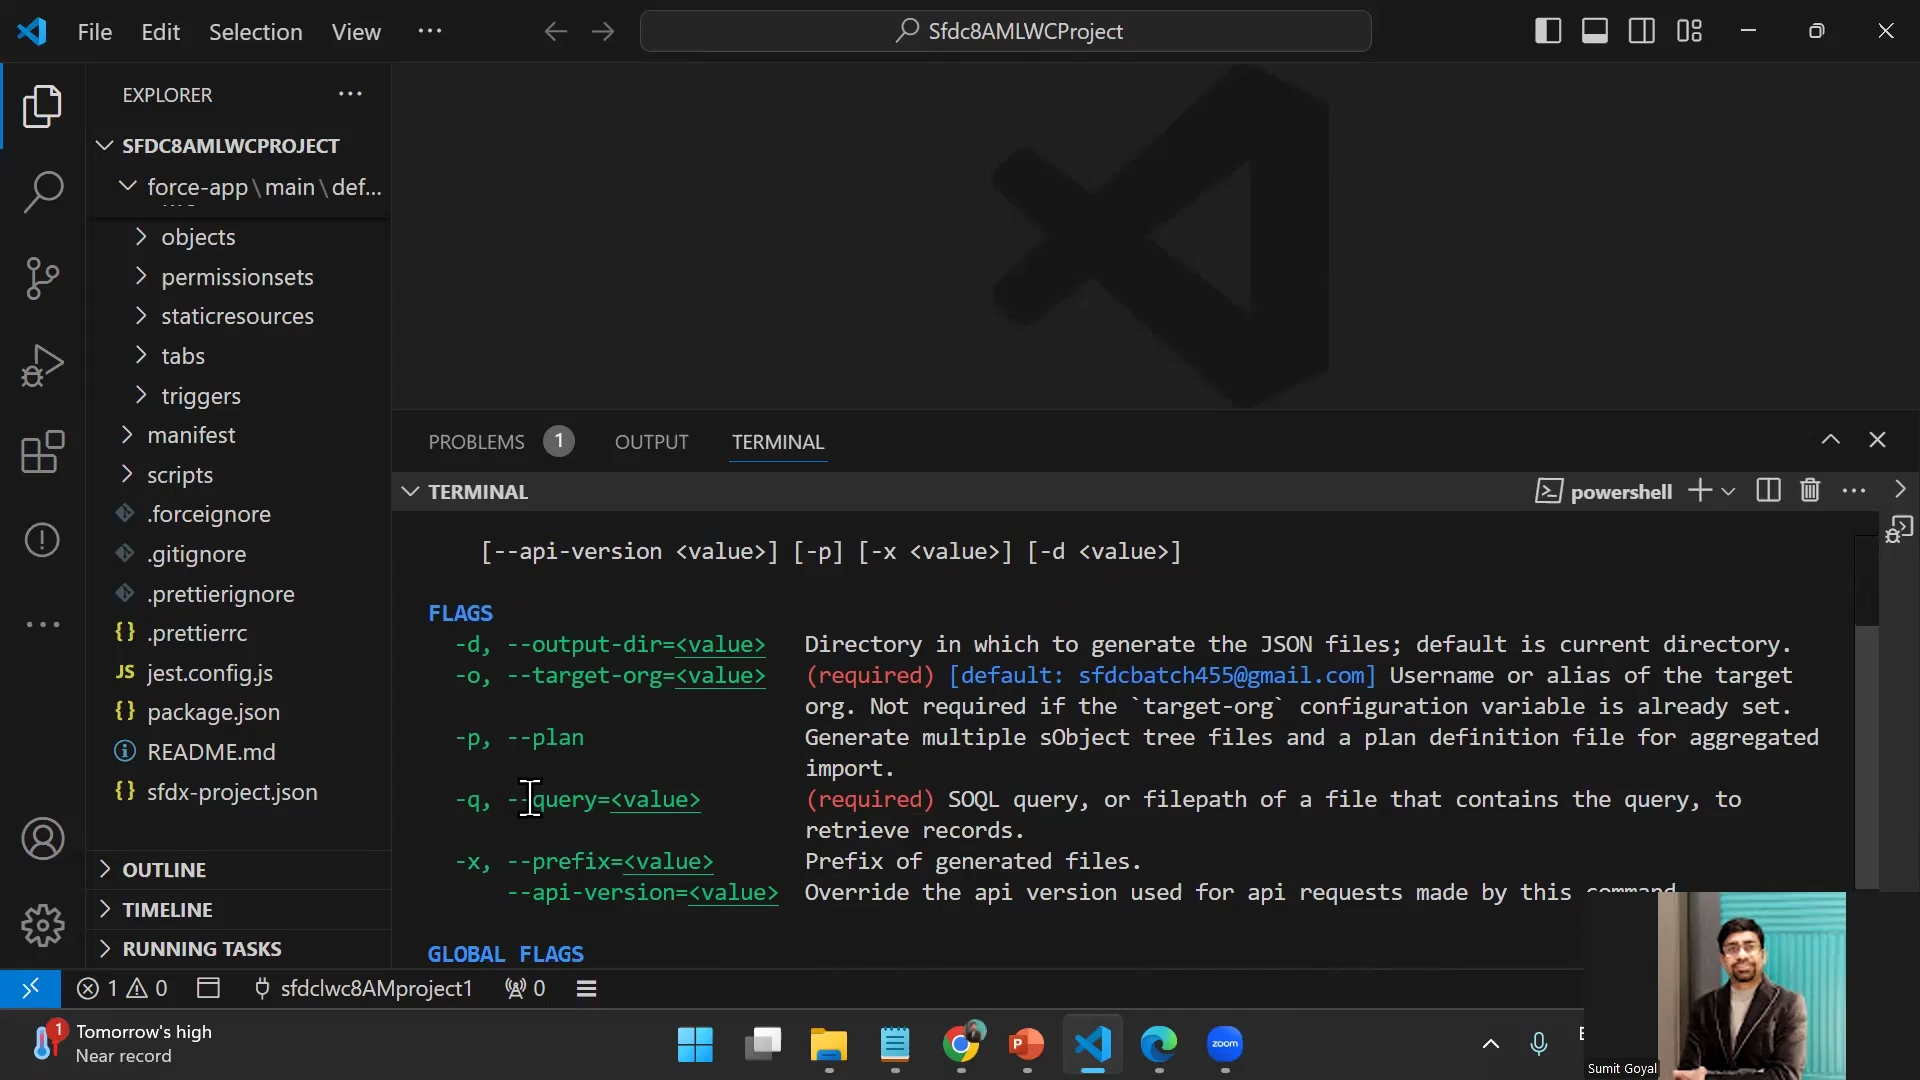 File Edit Selection View ···
Sfdc8AMLWCProject
EXPLORER ···
SFDC8AMLWCPROJECT
force-app\main\def...
objects
permissionsets
staticresources
tabs
triggers
manifest
scripts
.forceignore
.gitignore
.prettierignore
.prettierrc
JS jest.config.js
package.json
README.md
sfdx-project.json
OUTLINE
TIMELINE
RUNNING TASKS
PROBLEMS 1 OUTPUT TERMINAL
TERMINAL
powershell
[--api-version <value>] [-p] [-x <value>] [-d <value>]
FLAGS
-d, --output-dir=<value> Directory in which to generate the JSON files; default is current directory.
-o, --target-org=<value> (required) [default: sfdcbatch455@gmail.com] Username or alias of the target
org. Not required if the `target-org` configuration variable is already set.
-p, --plan Generate multiple sObject tree files and a plan definition file for aggregated
import.
-q, --query=<value> (required) SOQL query, or filepath of a file that contains the query, to
retrieve records.
-x, --prefix=<value> Prefix of generated files.
--api-version=<value> Override the api version used for api requests made by this command.
GLOBAL FLAGS
1 0 sfdclwc8AMproject1 0
1 Tomorrow's high
Near record
P
zoom
Sumit Goyal